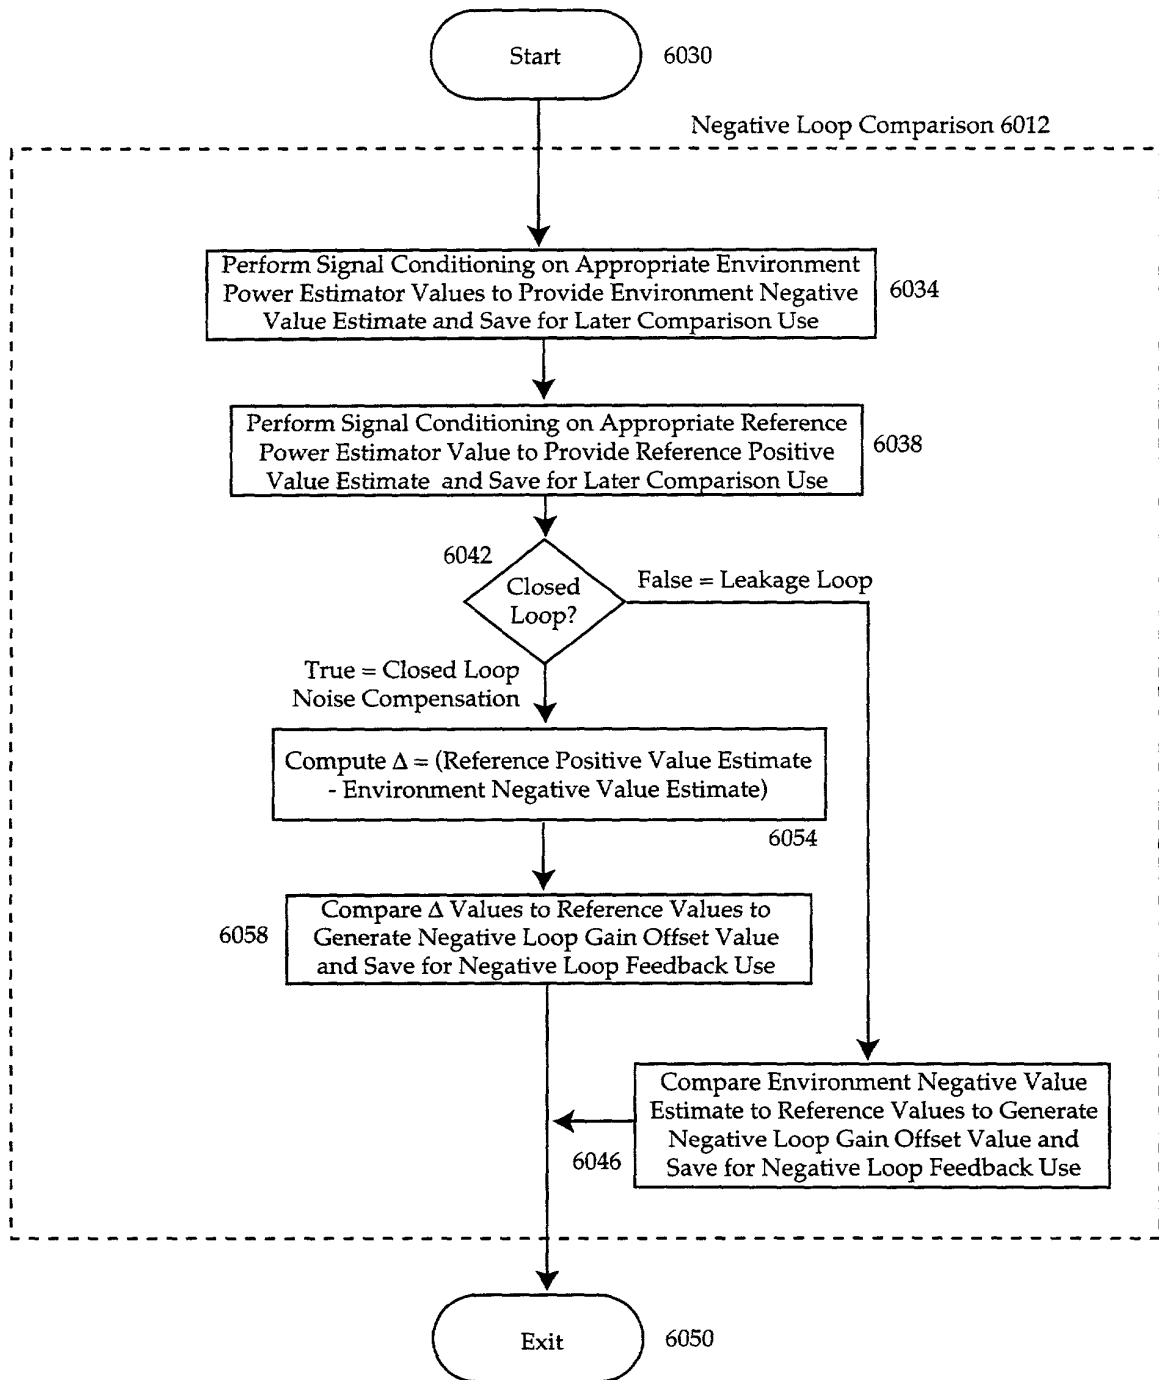 Start
6030
Negative Loop Comparison 6012
Perform Signal Conditioning on Appropriate Environment
Power Estimator Values to Provide Environment Negative
Value Estimate and Save for Later Comparison Use
6034
Perform Signal Conditioning on Appropriate Reference
Power Estimator Value to Provide Reference Positive
Value Estimate and Save for Later Comparison Use
6038
6042
Closed
Loop?
False = Leakage Loop
True = Closed Loop
Noise Compensation
Compute Δ = (Reference Positive Value Estimate
- Environment Negative Value Estimate)
6054
6058
Compare Δ Values to Reference Values to
Generate Negative Loop Gain Offset Value
and Save for Negative Loop Feedback Use
Compare Environment Negative Value
Estimate to Reference Values to Generate
Negative Loop Gain Offset Value and
Save for Negative Loop Feedback Use
6046
Exit
6050